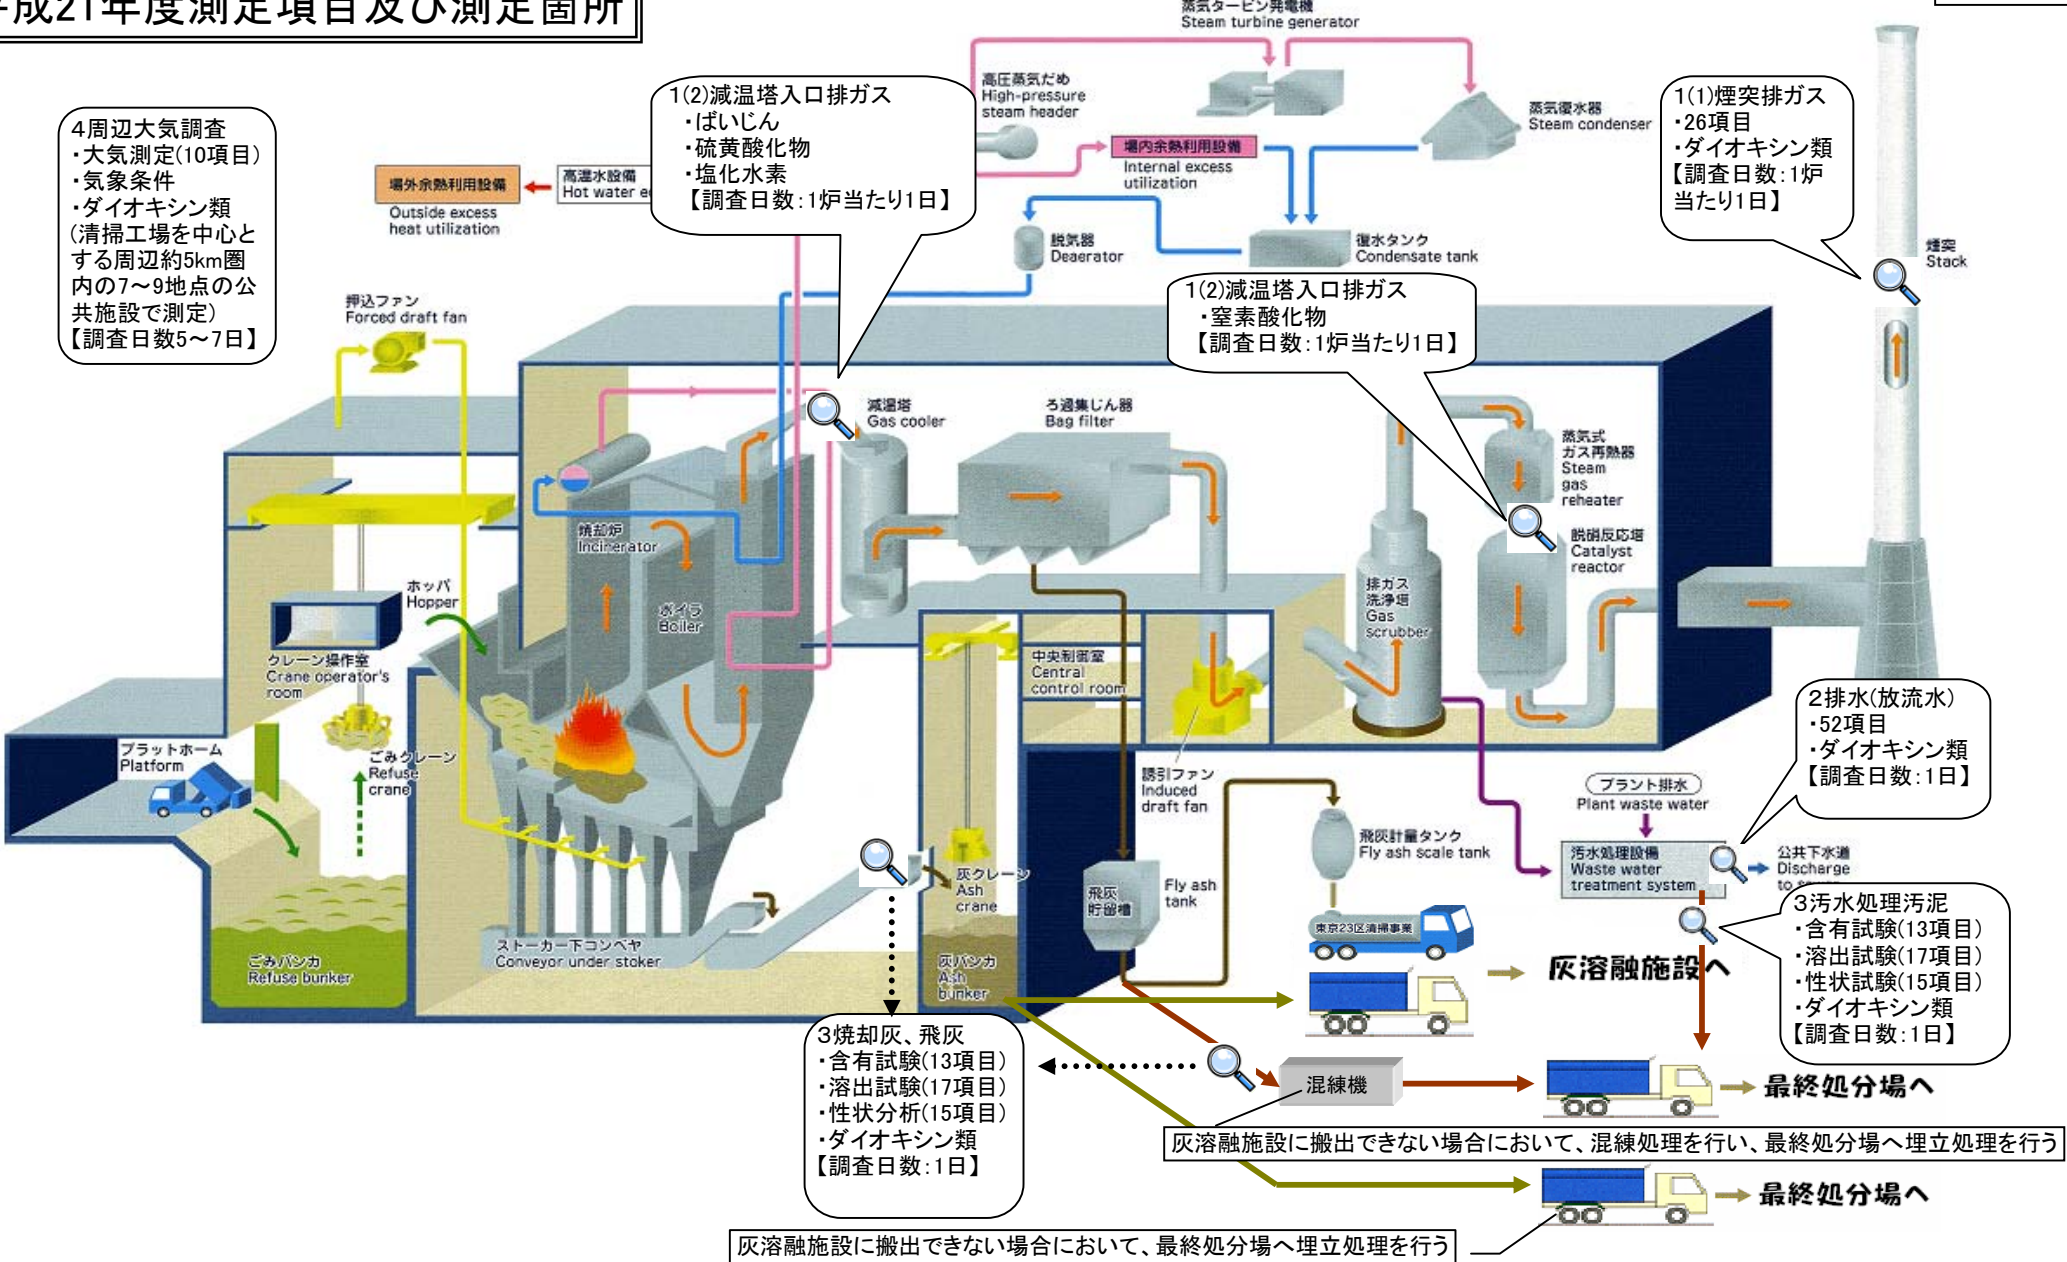 平成21年度測定項目及び測定箇所
蒸気タービン発電機
Steam turbine generator
高圧蒸気だめ
High-pressure
steam header
蒸気復水器
Steam condenser
場内余熱利用設備
Internal excess
utilization
場外余熱利用設備
Outside excess
heat utilization
高温水設備
Hot water
脱気器
Deaerator
復水タンク
Condensate tank
煙突
Stack
4周辺大気調査
・大気測定(10項目)
・気象条件
・ダイオキシン類
(清掃工場を中心と
する周辺約5km圏
内の7～9地点の公
共施設で測定)
【調査日数5～7日】
1(2)減温塔入口排ガス
・ばいじん
・硫黄酸化物
・塩化水素
【調査日数:1炉当たり1日】
1(1)煙突排ガス
・26項目
・ダイオキシン類
【調査日数:1炉
当たり1日】
1(2)減温塔入口排ガス
・窒素酸化物
【調査日数:1炉当たり1日】
押込ファン
Forced draft fan
減温塔
Gas cooler
ろ過集じん器
Bag filter
蒸気式
ガス再熱器
Steam
gas
reheater
脱硝反応塔
Catalyst
reactor
焼却炉
Incinerator
ボイラ
Boiler
ホッパ
Hopper
排ガス
洗浄塔
Gas
scrubber
クレーン操作室
Crane operator's
room
中央制御室
Central
control room
プラットホーム
Platform
ごみクレーン
Refuse
crane
誘引ファン
Induced
draft fan
2排水(放流水)
・52項目
・ダイオキシン類
【調査日数:1日】
プラント排水
Plant waste water
飛灰計量タンク
Fly ash scale tank
汚水処理設備
Waste water
treatment system
公共下水道
Discharge
to
灰クレーン
Ash
crane
飛灰
貯留槽
Fly ash
tank
東京23区清掃事業
ごみバンカ
Refuse bunker
ストーカー下コンベヤ
Conveyor under stoker
灰バンカ
Ash
bunker
灰溶融施設へ
3汚水処理汚泥
・含有試験(13項目)
・溶出試験(17項目)
・性状試験(15項目)
・ダイオキシン類
【調査日数:1日】
3焼却灰、飛灰
・含有試験(13項目)
・溶出試験(17項目)
・性状分析(15項目)
・ダイオキシン類
【調査日数:1日】
混練機
最終処分場へ
灰溶融施設に搬出できない場合において、混練処理を行い、最終処分場へ埋立処理を行う
最終処分場へ
灰溶融施設に搬出できない場合において、最終処分場へ埋立処理を行う